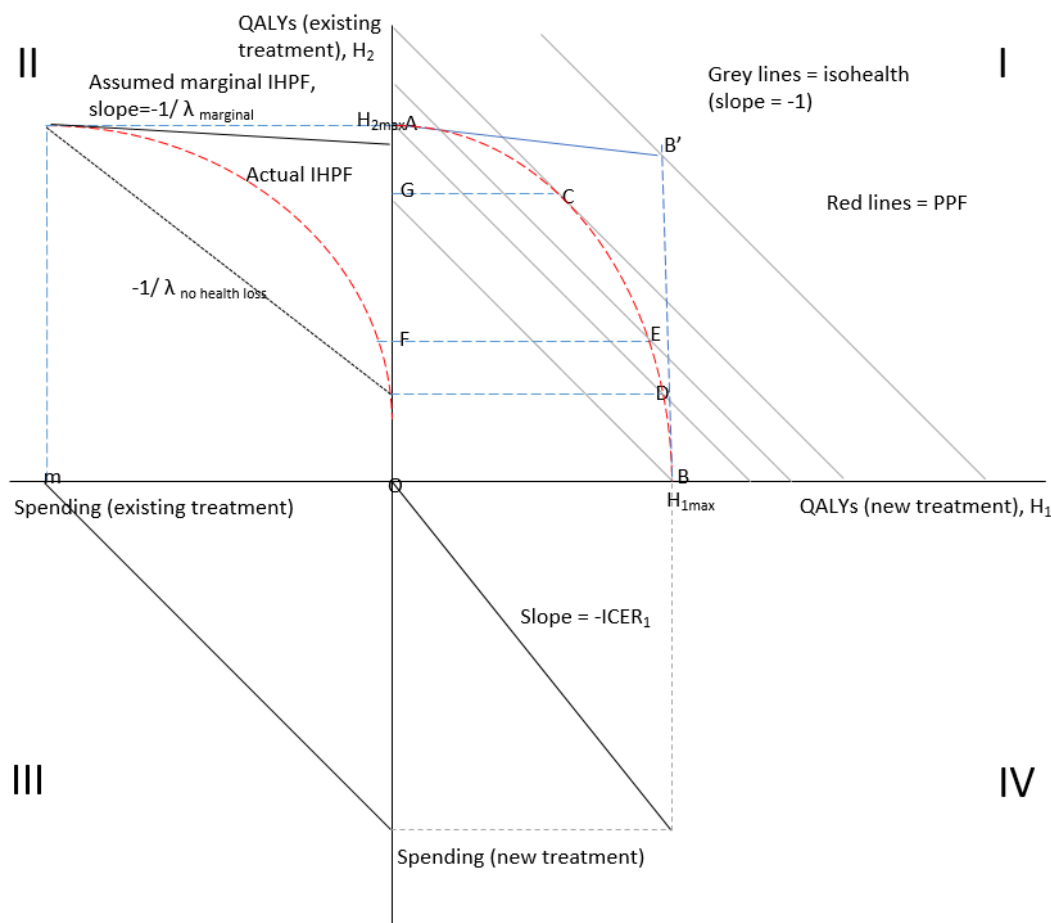 QALYs (existing
treatment), H2
II
I
Grey lines = isohealth
(slope = -1)
Assumed marginal IHPF,
slope=-1/ λ marginal
H2max
A
B’
Actual IHPF
G
C
Red lines = PPF
-1/ λ no health loss
F
E
D
m
O
B
Spending (existing treatment)
H1max
QALYs (new treatment), H1
Slope = -ICER1
III
IV
Spending (new treatment)